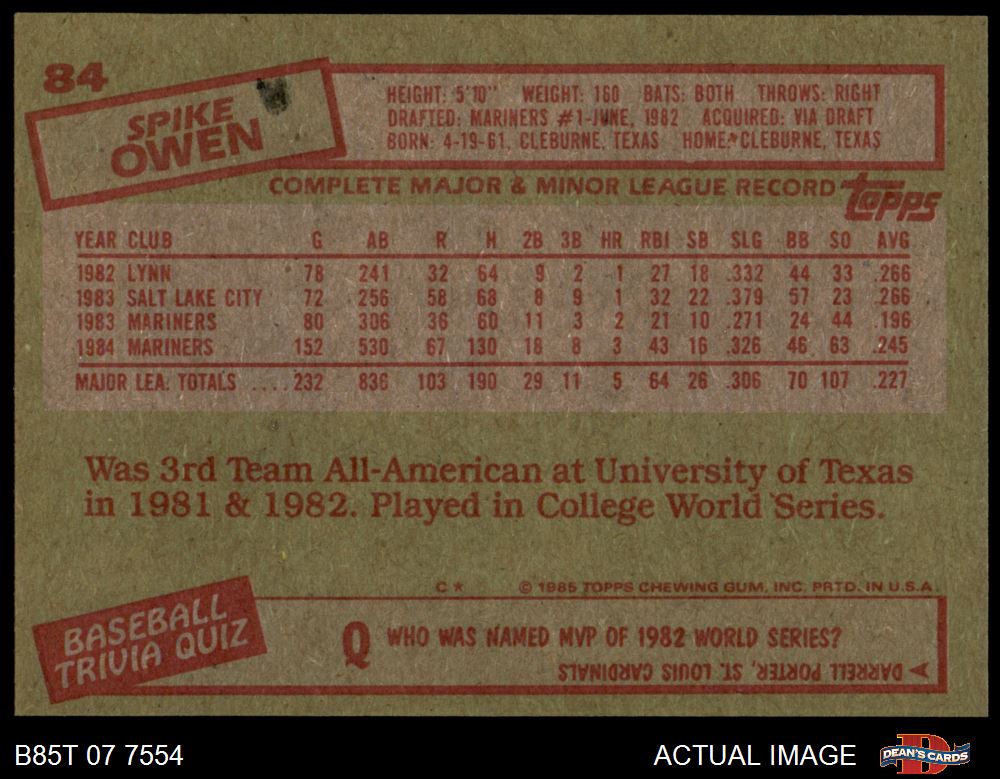 84
SPIKE
OWEN
HEIGHT: 5'10" WEIGHT: 160 BATS: BOTH THROWS: RIGHT
DRAFTED: MARINERS #1-JUNE, 1982 ACQUIRED: VIA DRAFT
BORN: 4-19-61, CLEBURNE, TEXAS HOME: CLEBURNE, TEXAS
COMPLETE MAJOR & MINOR LEAGUE RECORD topps
YEAR CLUB G AB R H 2B 3B HR RBI SB SLG BB SO AVG
1982 LYNN 78 241 32 64 9 2 1 27 18 .332 44 33 .266
1983 SALT LAKE CITY 72 256 58 68 8 9 1 32 22 .379 57 23 .266
1983 MARINERS 80 306 36 60 11 3 2 21 10 .271 24 44 .196
1984 MARINERS 152 530 67 130 18 8 3 43 16 .326 46 63 .245
MAJOR LEA. TOTALS .... 232 836 103 190 29 11 5 64 26 .306 70 107 .227
Was 3rd Team All-American at University of Texas
in 1981 & 1982. Played in College World Series.
C * © 1985 TOPPS CHEWING GUM, INC. PRTD. IN U.S.A.
BASEBALL
TRIVIA QUIZ
Q WHO WAS NAMED MVP OF 1982 WORLD SERIES?
DARRELL PORTER, ST. LOUIS CARDINALS
B85T 07 7554 ACTUAL IMAGE DEAN'S CARDS